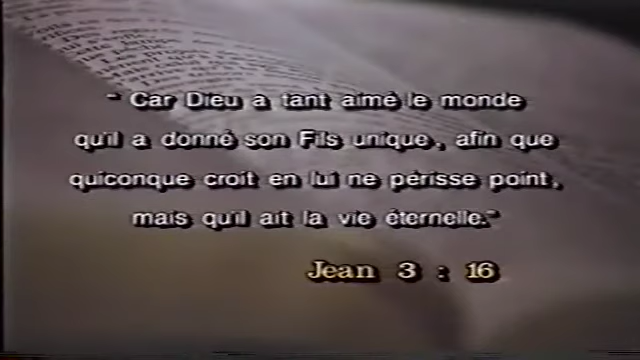 " Car Dieu a tant aimé le monde
qu'il a donné son Fils unique, afin que
quiconque croit en lui ne périsse point,
mais qu'il ait la vie éternelle."
Jean 3 : 16